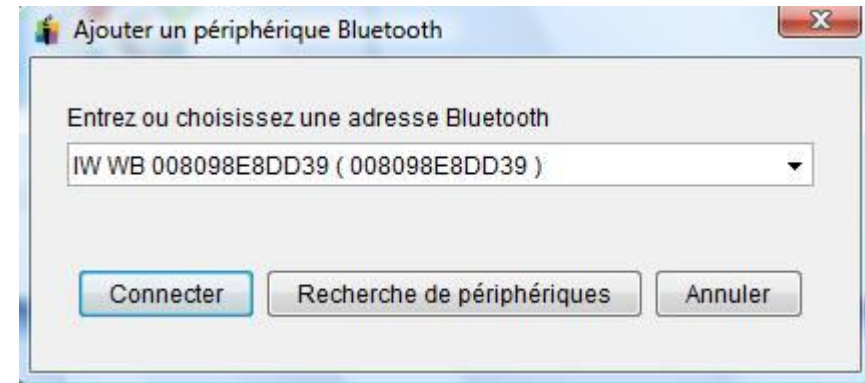 Ajouter un périphérique Bluetooth
Entrez ou choisissez une adresse Bluetooth
IW WB 008098E8DD39 ( 008098E8DD39 )
Connecter Recherche de périphériques Annuler